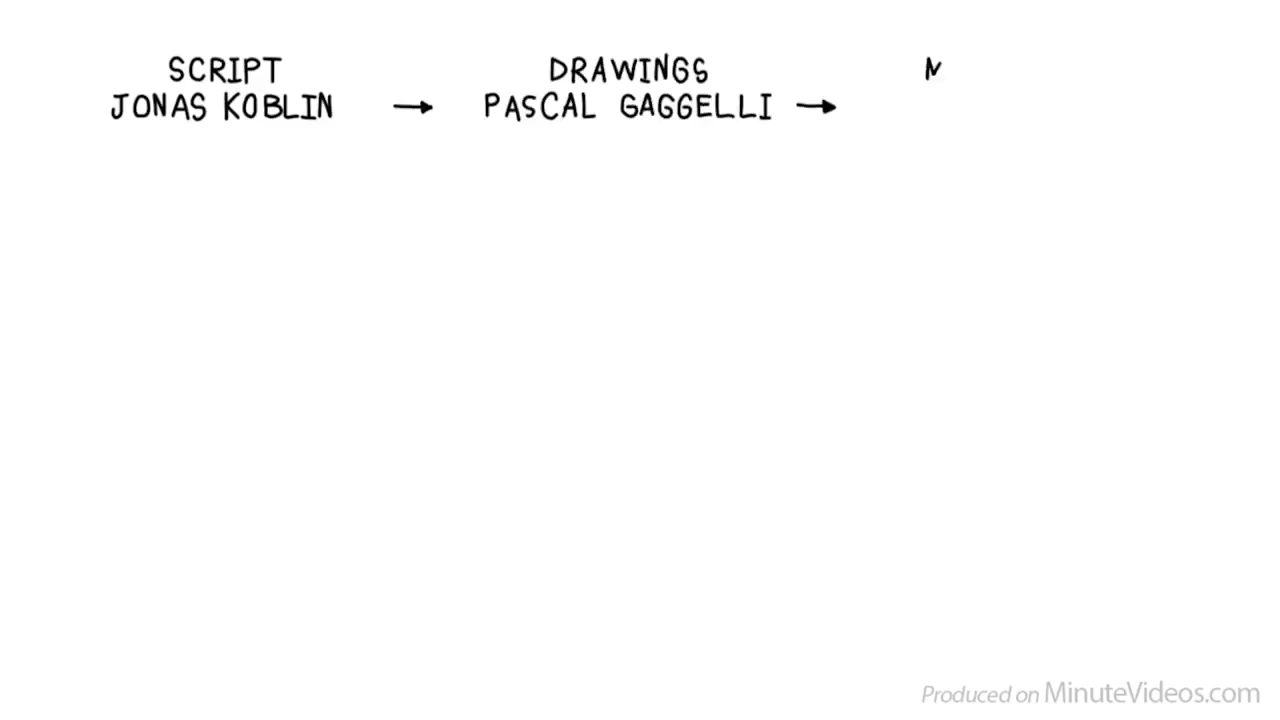 SCRIPT
JONAS KOBLIN
→
DRAWINGS
PASCAL GAGGELLI
→
Produced on MinuteVideos.com